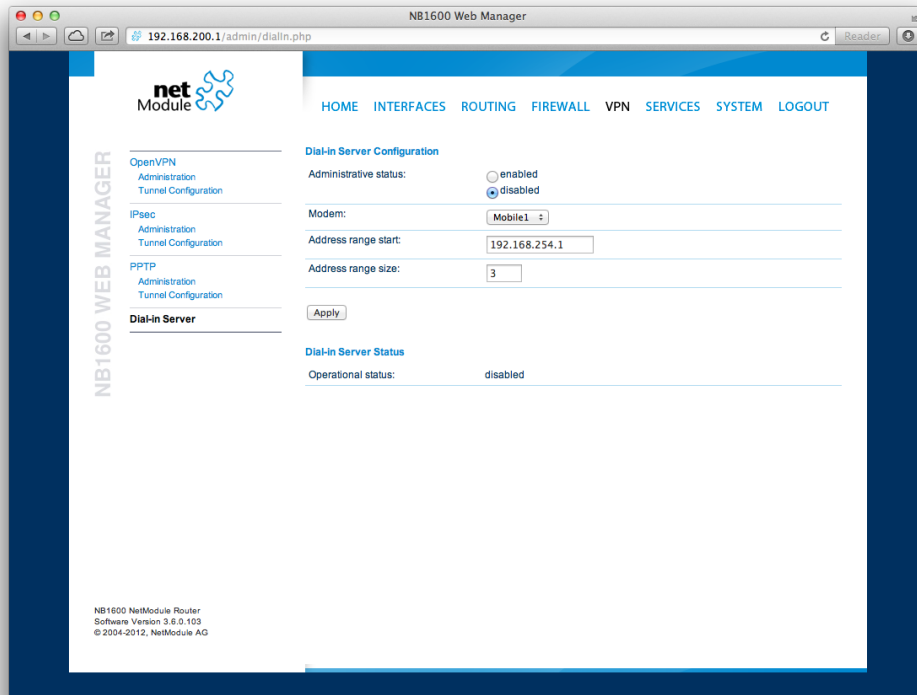 NB1600 Web Manager
192.168.200.1/admin/dialin.php
Reader
net
Module
HOME INTERFACES ROUTING FIREWALL VPN SERVICES SYSTEM LOGOUT
NB1600 WEB MANAGER
OpenVPN
Administration
Tunnel Configuration
IPsec
Administration
Tunnel Configuration
PPTP
Administration
Tunnel Configuration
Dial-in Server
Dial-in Server Configuration
Administrative status: enabled
disabled
Modem: Mobile1
Address range start: 192.168.254.1
Address range size: 3
Apply
Dial-in Server Status
Operational status: disabled
NB1600 NetModule Router
Software Version 3.6.0.103
© 2004-2012, NetModule AG